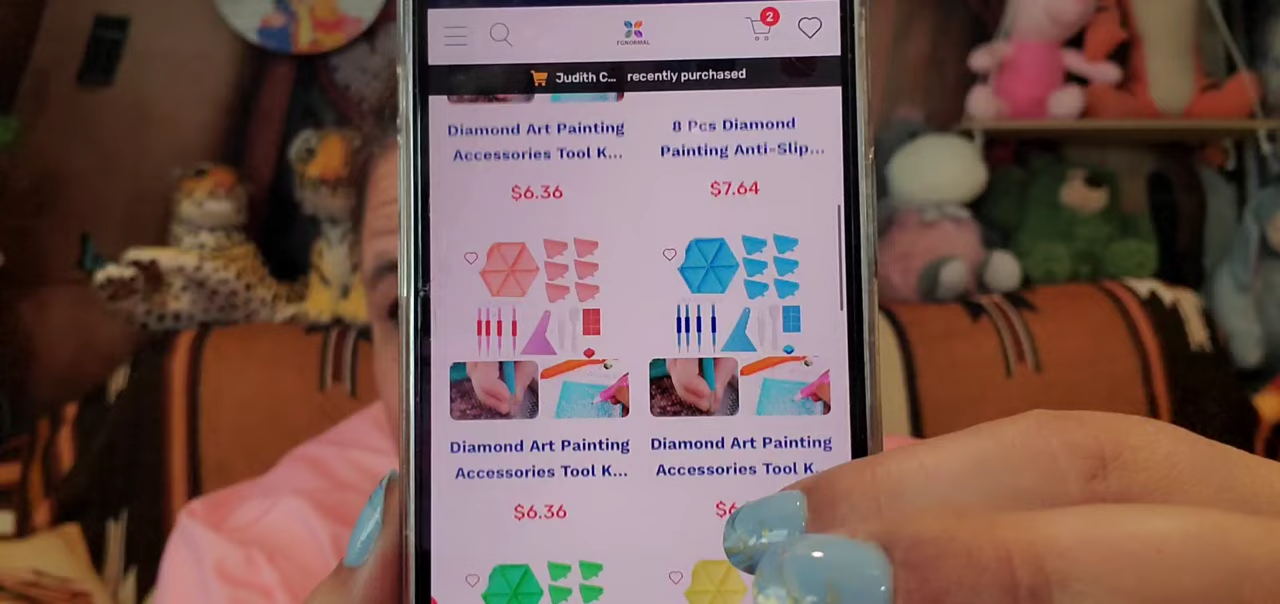 2
FGNORMAL
Judith C... recently purchased
Diamond Art Painting
Accessories Tool K...
$6.36
8 Pcs Diamond
Painting Anti-Slip...
$7.64
Diamond Art Painting
Accessories Tool K...
$6.36
Diamond Art Painting
Accessories Tool K
$6